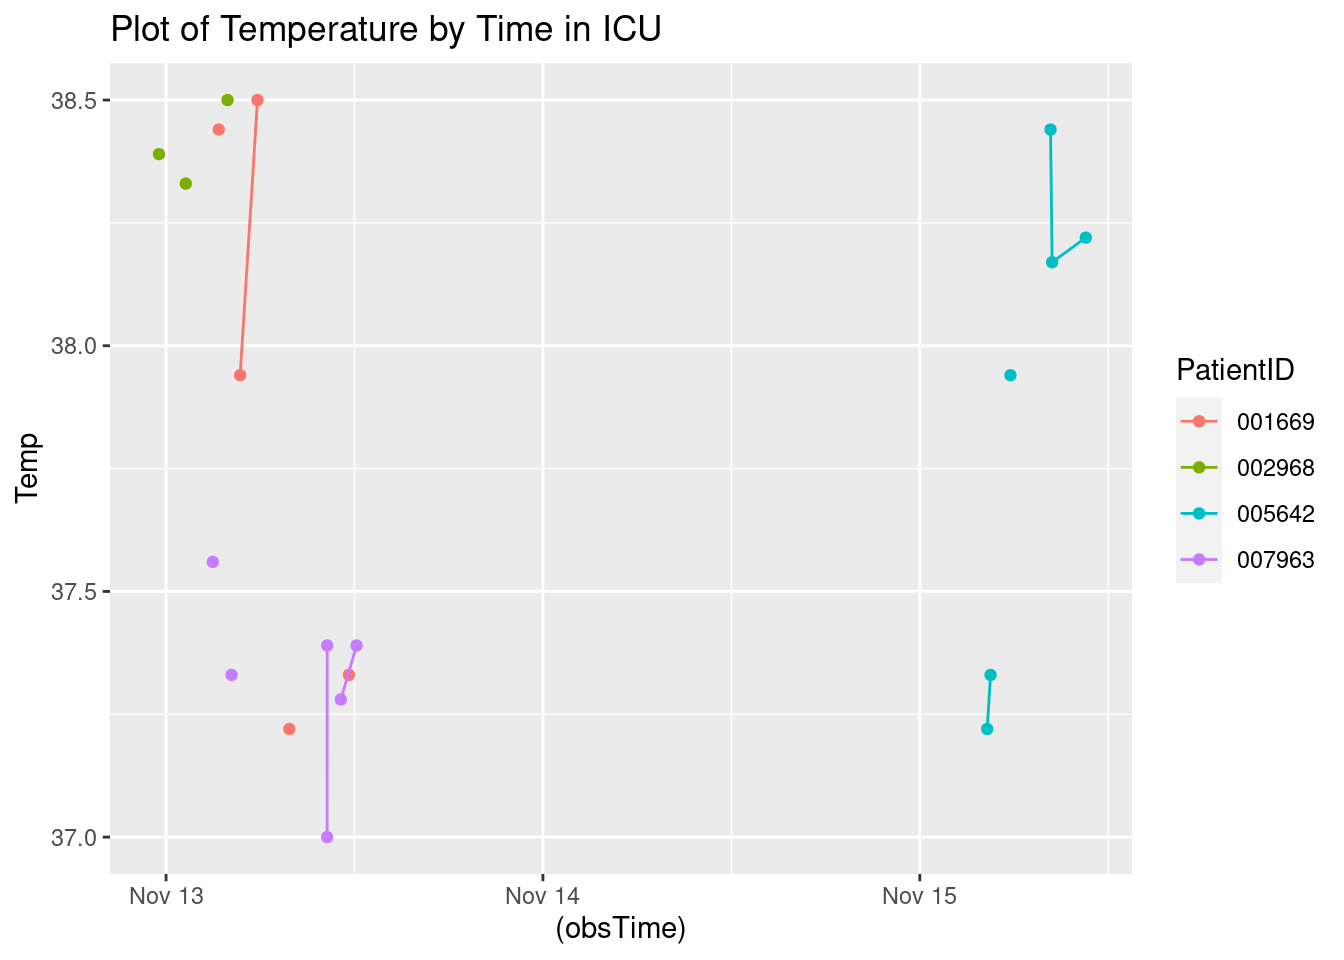 Plot of Temperature by Time in ICU
38.5
38.0
37.5
37.0
Temp
Nov 13
Nov 14
Nov 15
(obsTime)
PatientID
001669
002968
005642
007963